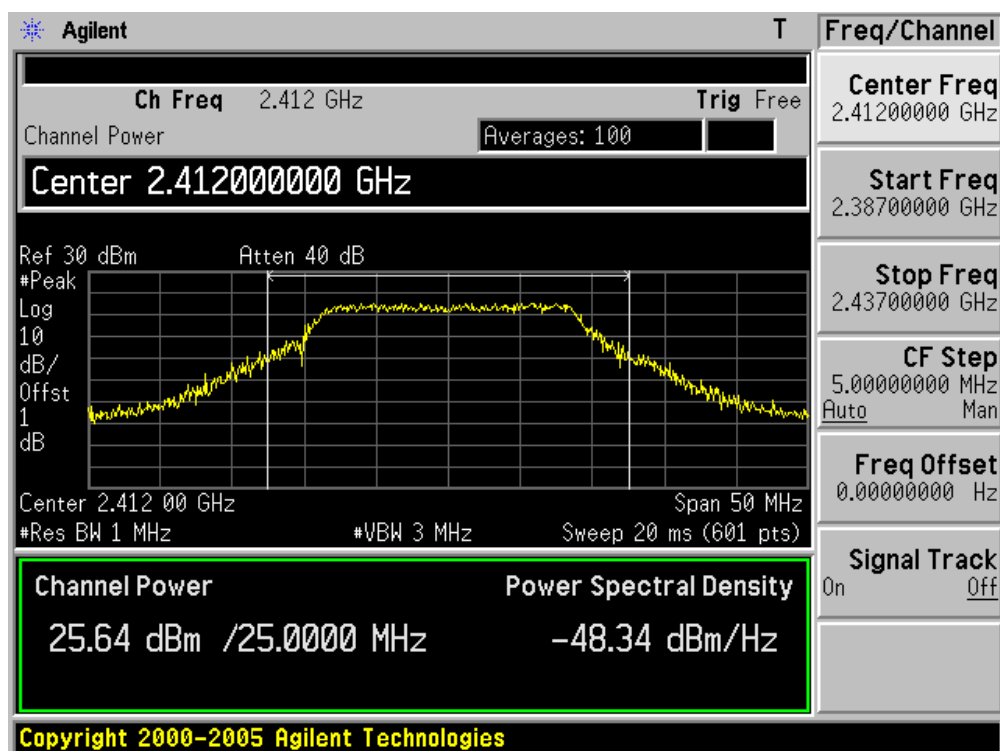 Agilent T
Ch Freq 2.412 GHz Trig Free
Channel Power Averages: 100
Center 2.412000000 GHz
Ref 30 dBm Atten 40 dB
#Peak
Log
10
dB/
Offst
1
dB
Center 2.412 00 GHz Span 50 MHz
#Res BW 1 MHz #VBW 3 MHz Sweep 20 ms (601 pts)
Channel Power Power Spectral Density
25.64 dBm /25.0000 MHz -48.34 dBm/Hz
Copyright 2000-2005 Agilent Technologies
Freq/Channel
Center Freq
2.41200000 GHz
Start Freq
2.38700000 GHz
Stop Freq
2.43700000 GHz
CF Step
5.00000000 MHz
Auto Man
Freq Offset
0.00000000 Hz
Signal Track
On Off